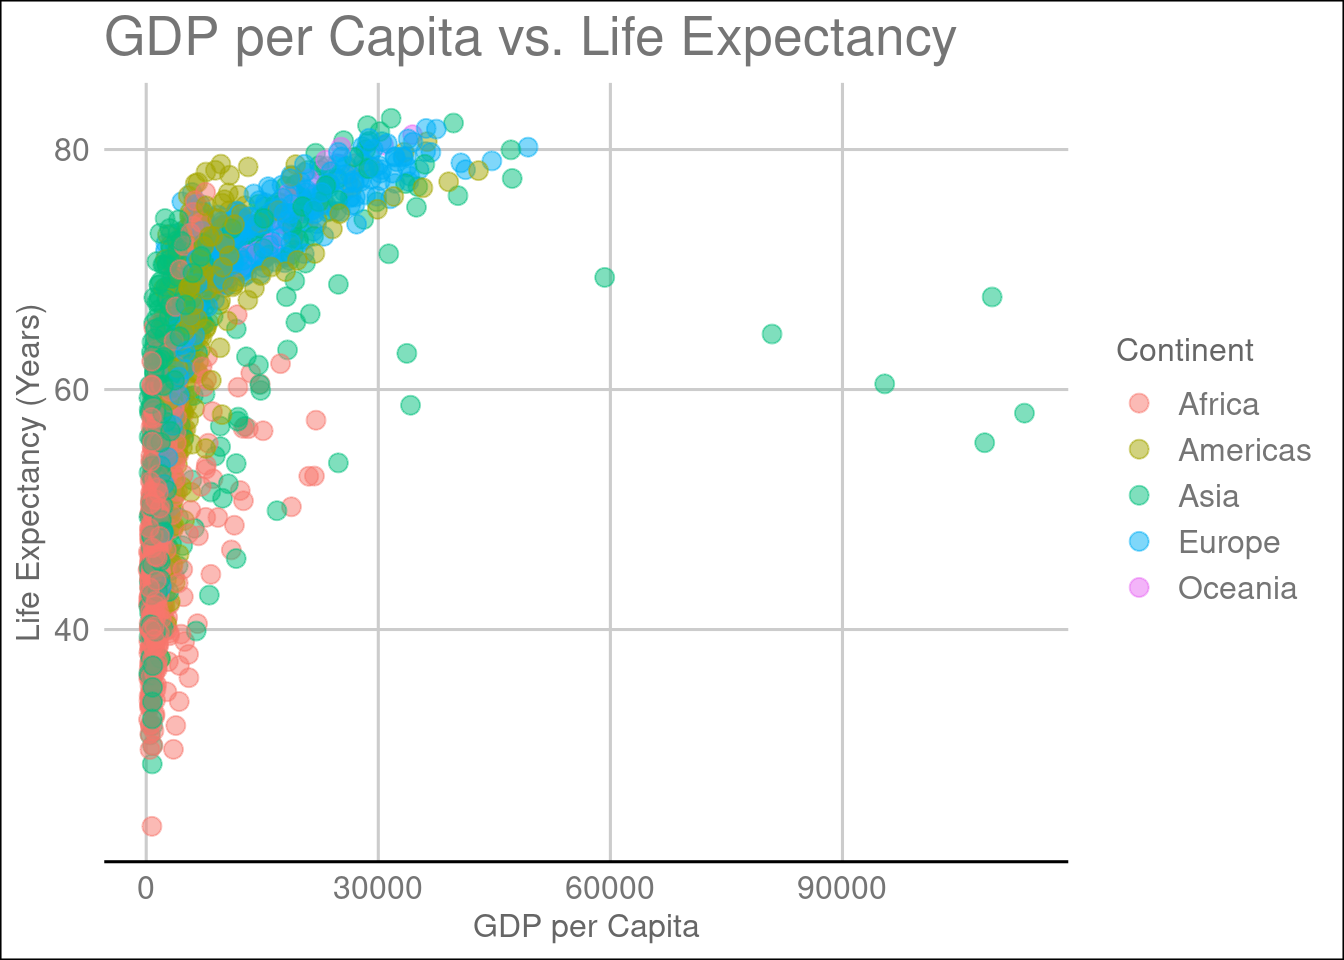 GDP per Capita vs. Life Expectancy
Life Expectancy (Years)
80
60
40
0
30000
60000
90000
GDP per Capita
Continent
Africa
Americas
Asia
Europe
Oceania